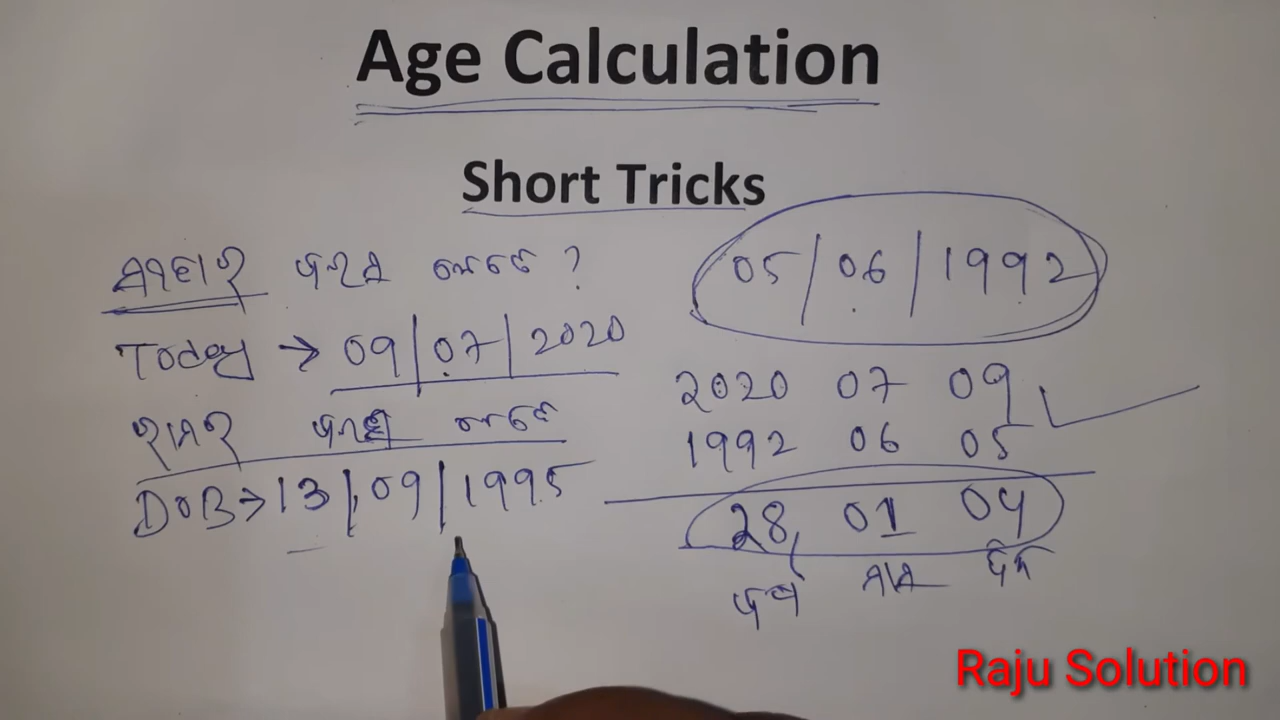 Age Calculation
Short Tricks
05/06/1992
Today → 09/07/2020
DOB→ 13/09/1995
2020 07 09
1992 06 05
28, 01 04
ମାସ ଦିନ
Raju Solution